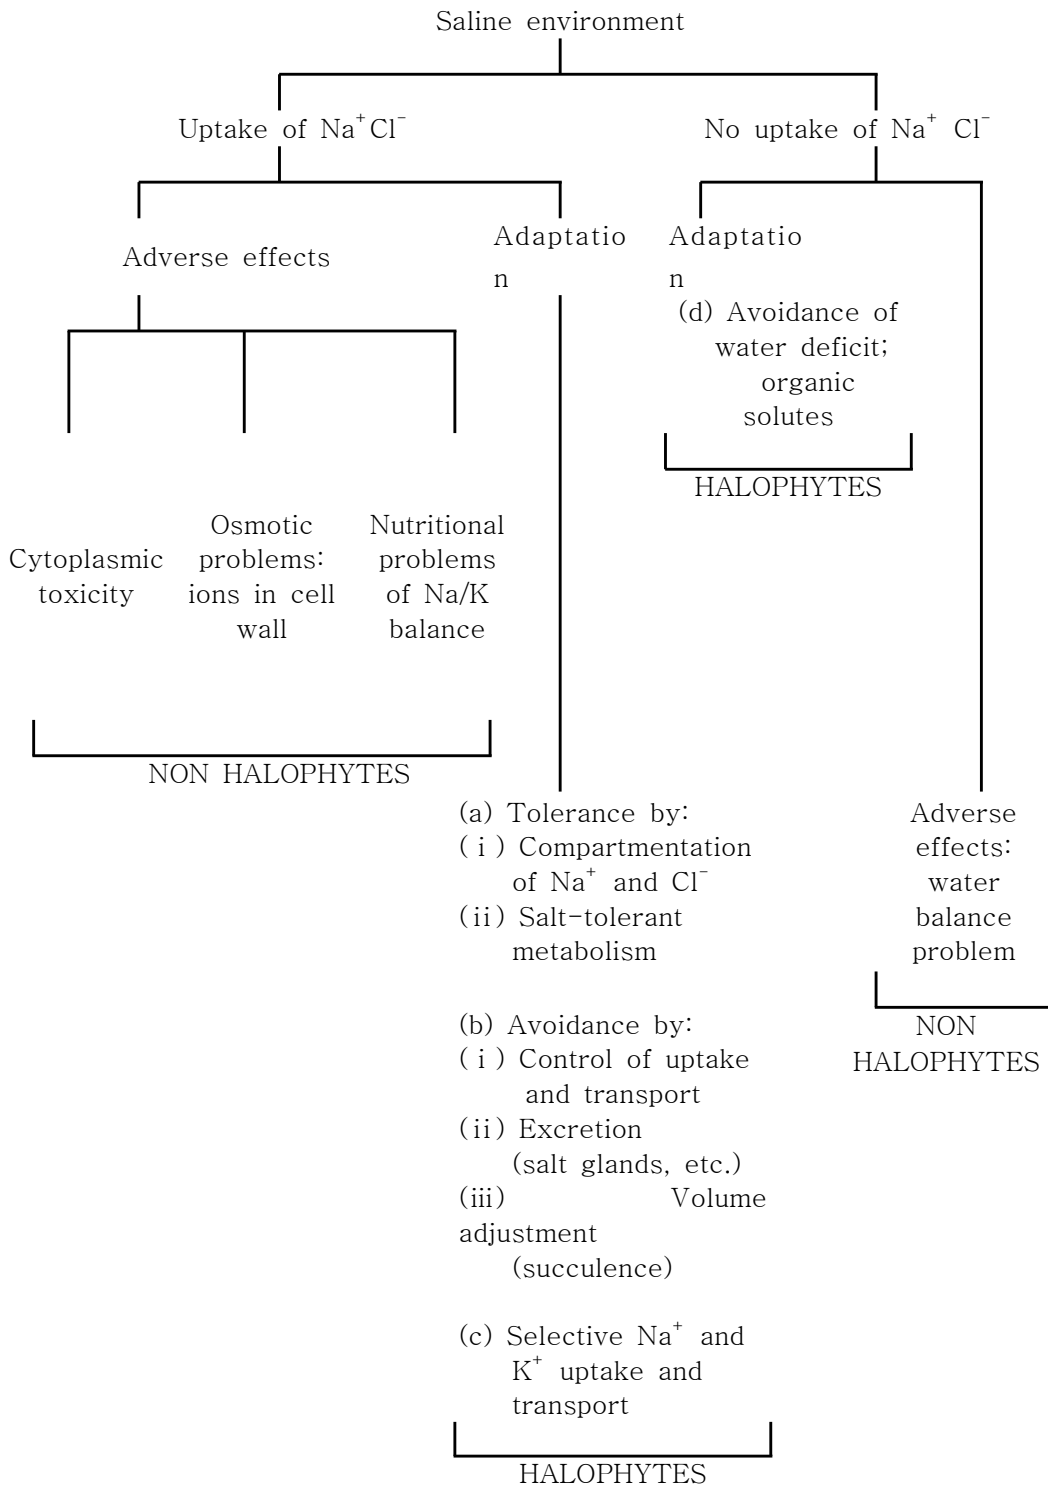 Saline environment
Uptake of Na⁺Cl⁻
No uptake of Na⁺ Cl⁻
Adverse effects
Adaptatio
n
Adaptatio
n
(d) Avoidance of
water deficit;
organic
solutes
HALOPHYTES
Cytoplasmic
toxicity
Osmotic
problems:
ions in cell
wall
Nutritional
problems
of Na/K
balance
NON HALOPHYTES
(a) Tolerance by:
(i) Compartmentation
of Na⁺ and Cl⁻
(ii) Salt-tolerant
metabolism
(b) Avoidance by:
(i) Control of uptake
and transport
(ii) Excretion
(salt glands, etc.)
(iii) Volume
adjustment
(succulence)
(c) Selective Na⁺ and
K⁺ uptake and
transport
HALOPHYTES
Adverse
effects:
water
balance
problem
NON
HALOPHYTES